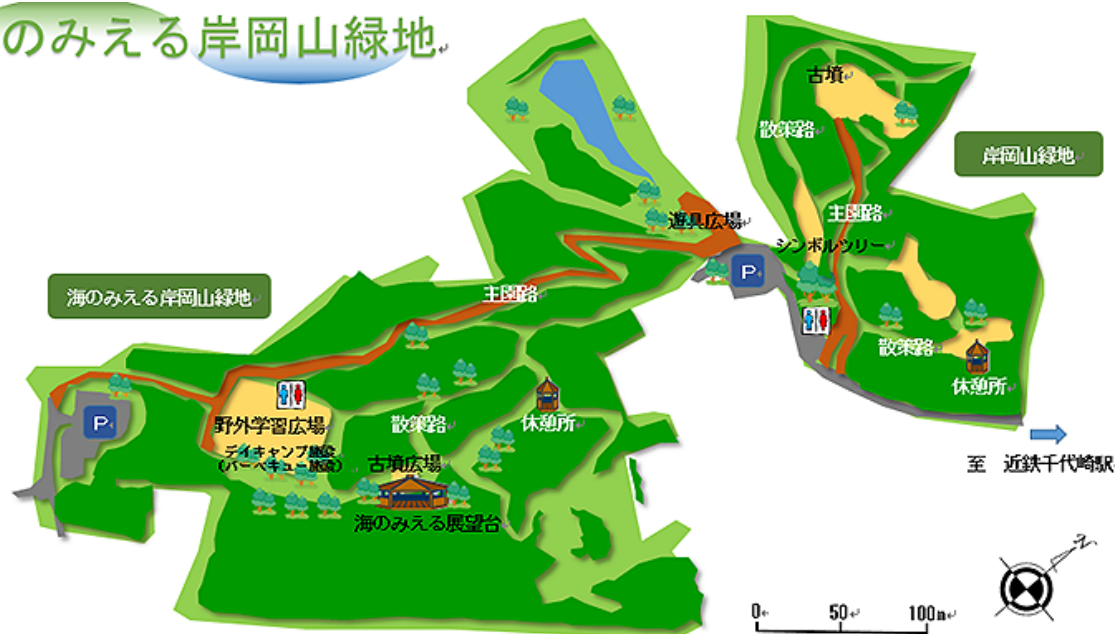 のみえる岸岡山緑地
古墳
散策路
岸岡山緑地
主園路
遊具広場
シンボルツリー
P
海のみえる岸岡山緑地
主園路
散策路
休憩所
P
野外学習広場
デイキャンプ施設
(バーベキュー施設)
散策路
休憩所
古墳広場
海のみえる展望台
至 近鉄千代崎駅
N
0 50 100m